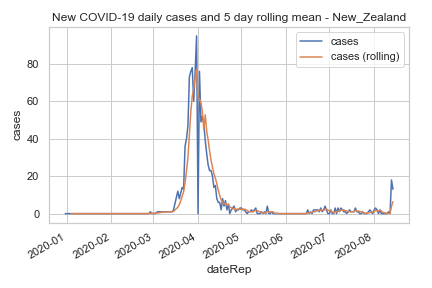 New COVID-19 daily cases and 5 day rolling mean - New_Zealand
cases
cases (rolling)
cases
80
60
40
20
0
2020-01
2020-02
2020-03
2020-04
2020-05
2020-06
2020-07
2020-08
dateRep